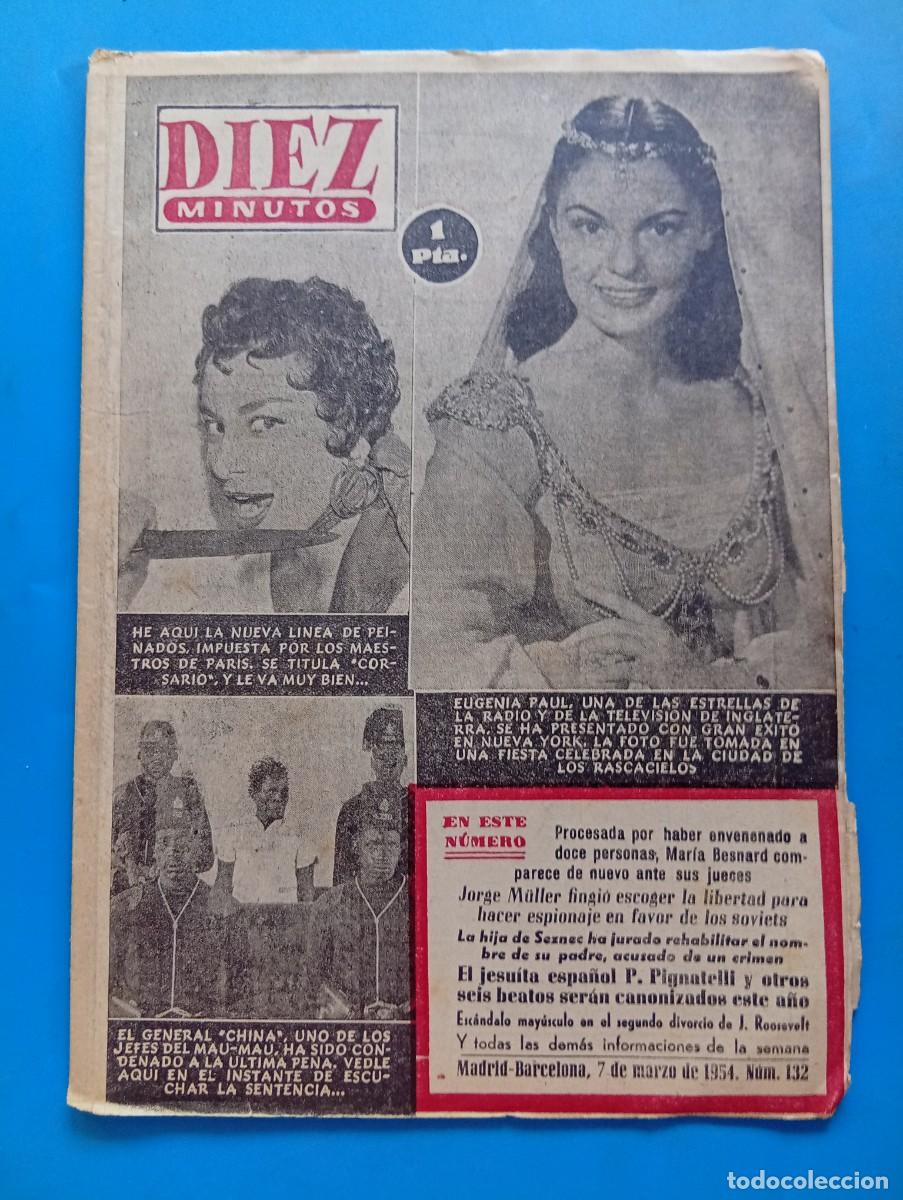 DIEZ
MINUTOS
1
Pta.
HE AQUI LA NUEVA LINEA DE PEI-
NADOS, IMPUESTA POR LOS MAES-
TROS DE PARIS. SE TITULA "COR-
SARIO", Y LE VA MUY BIEN...
EUGENIA PAUL, UNA DE LAS ESTRELLAS DE
LA RADIO Y DE LA TELEVISION DE INGLATE-
RRA, SE HA PRESENTADO CON GRAN EXITO
EN NUEVA YORK. LA FOTO FUE TOMADA EN
UNA FIESTA CELEBRADA EN LA CIUDAD DE
LOS RASCACIELOS
EL GENERAL "CHINA", UNO DE LOS
JEFES DEL MAU-MAU, HA SIDO CON
DENADO A LA ULTIMA PENA. VEDLE
AQUI EN EL INSTANTE DE ESCU-
CHAR LA SENTENCIA...
EN ESTE
NÚMERO
Procesada por haber envenenado a
doce personas, María Besnard com-
parece de nuevo ante sus jueces
Jorge Müller fingió escoger la libertad para
hacer espionaje en favor de los soviets
La hija de Seznec ha jurado rehabilitar el nom-
bre de su padre, acusado de un crimen
El jesuíta español P. Pignatelli y otros
seis beatos serán canonizados este año
Escándalo mayúsculo en el segundo divorcio de J. Roosevelt
Y todas las demás informaciones de la semana
Madrid-Barcelona, 7 de marzo de 1954. Núm. 132
todocoleccion